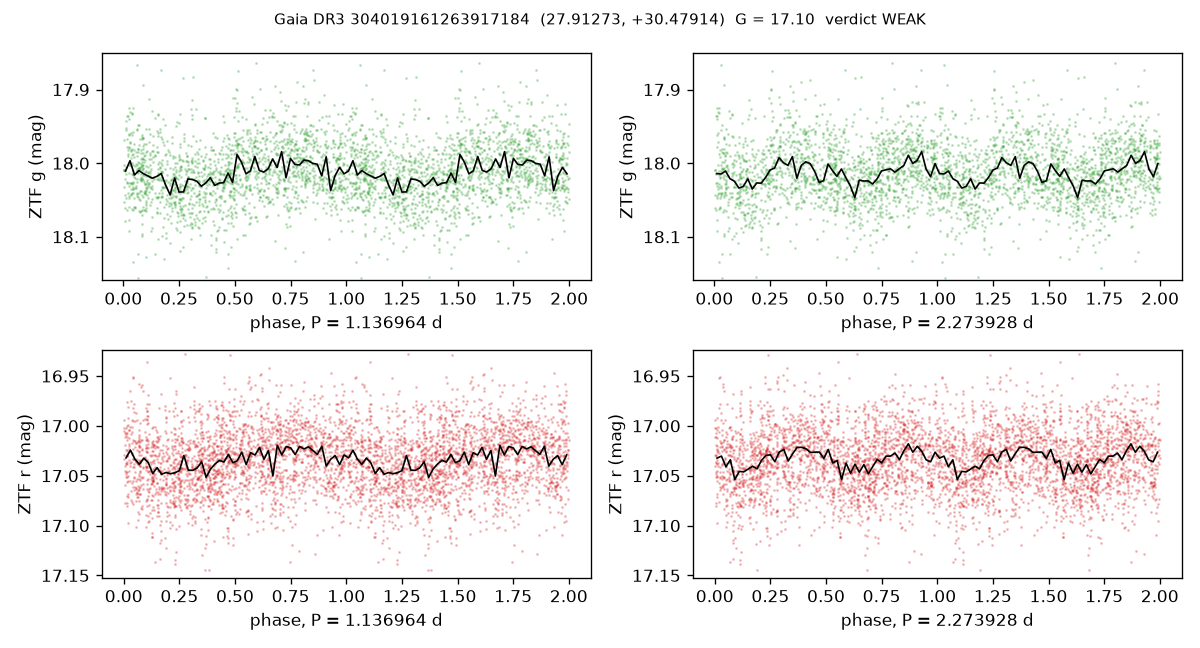 Gaia DR3 304019161263917184  (27.91273, +30.47914)  G = 17.10  verdict WEAK
ZTF g (mag)
17.9
18.0
18.1
0.00 0.25 0.50 0.75 1.00 1.25 1.50 1.75 2.00
phase, P = 1.136964 d
ZTF g (mag)
17.9
18.0
18.1
0.00 0.25 0.50 0.75 1.00 1.25 1.50 1.75 2.00
phase, P = 2.273928 d
ZTF r (mag)
16.95
17.00
17.05
17.10
17.15
0.00 0.25 0.50 0.75 1.00 1.25 1.50 1.75 2.00
phase, P = 1.136964 d
ZTF r (mag)
16.95
17.00
17.05
17.10
17.15
0.00 0.25 0.50 0.75 1.00 1.25 1.50 1.75 2.00
phase, P = 2.273928 d